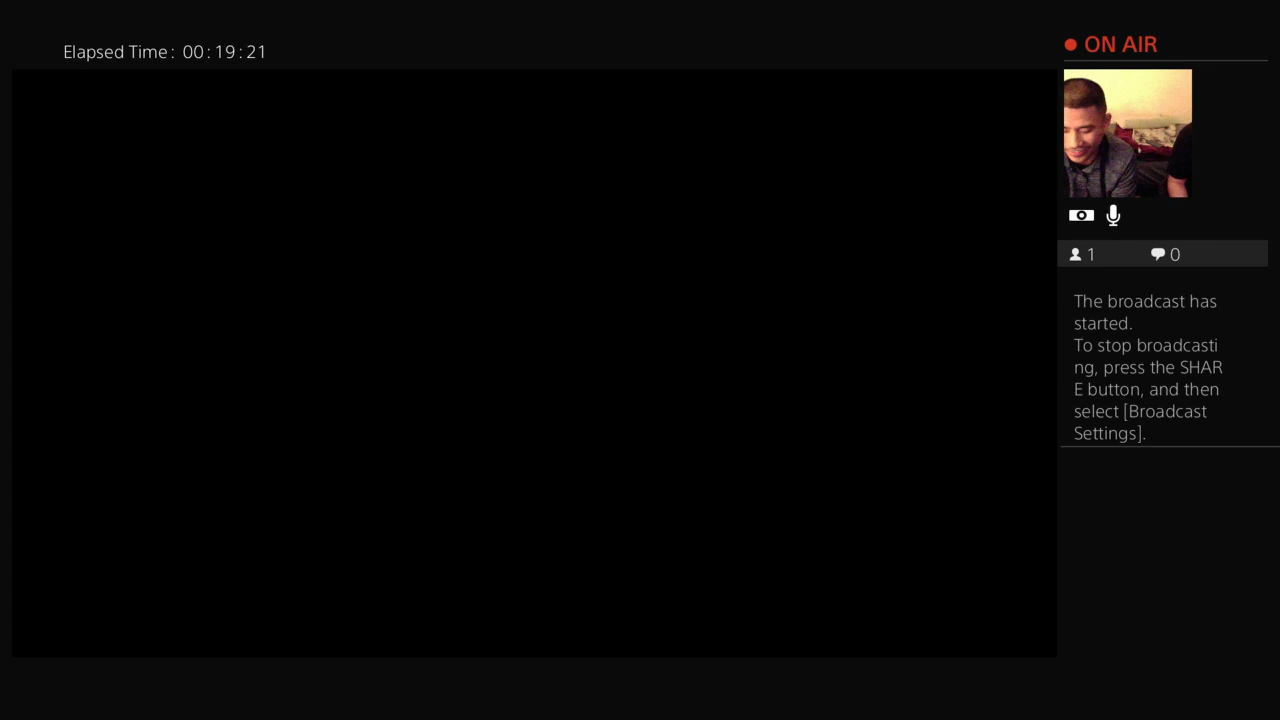 Elapsed Time: 00:19:21
ON AIR
1 0
The broadcast has
started.
To stop broadcasti
ng, press the SHAR
E button, and then
select [Broadcast
Settings].